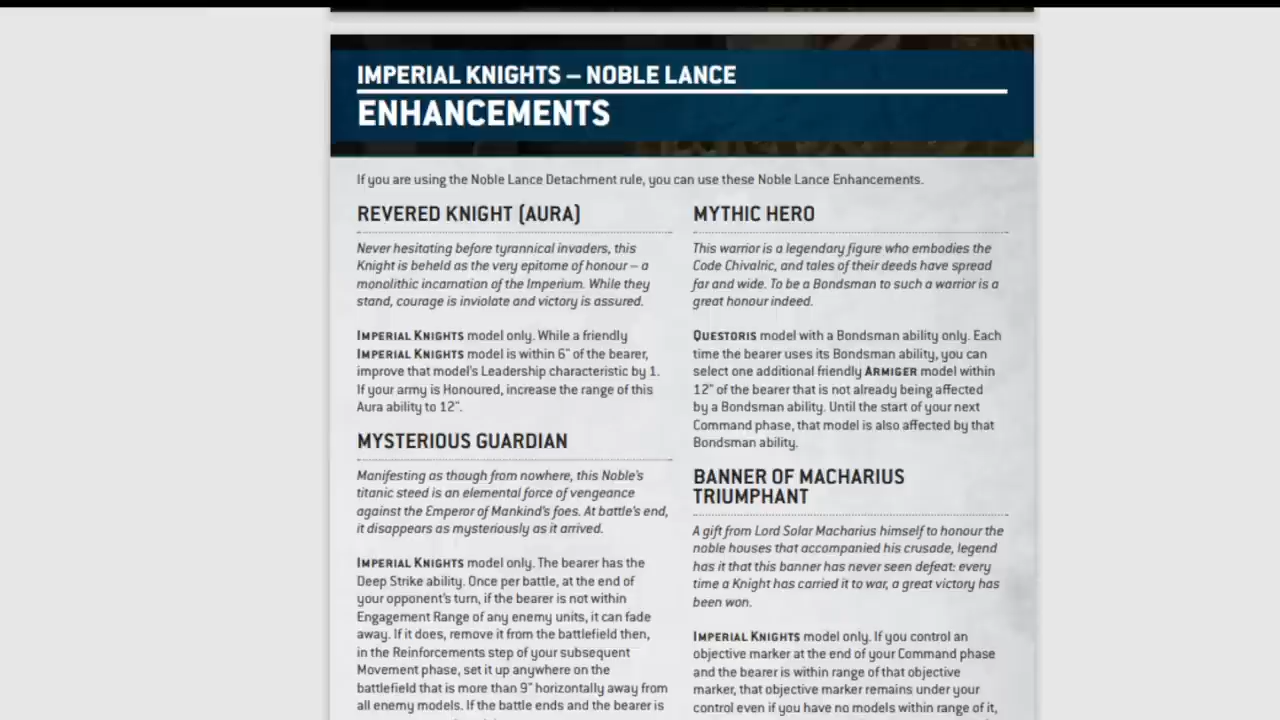 IMPERIAL KNIGHTS – NOBLE LANCE
ENHANCEMENTS
If you are using the Noble Lance Detachment rule, you can use these Noble Lance Enhancements.
REVERED KNIGHT (AURA)
Never hesitating before tyrannical invaders, this
Knight is beheld as the very epitome of honour – a
monolithic incarnation of the Imperium. While they
stand, courage is inviolate and victory is assured.
IMPERIAL KNIGHTS model only. While a friendly
IMPERIAL KNIGHTS model is within 6" of the bearer,
improve that model's Leadership characteristic by 1.
If your army is Honoured, increase the range of this
Aura ability to 12".
MYSTERIOUS GUARDIAN
Manifesting as though from nowhere, this Noble's
titanic steed is an elemental force of vengeance
against the Emperor of Mankind's foes. At battle's end,
it disappears as mysteriously as it arrived.
IMPERIAL KNIGHTS model only. The bearer has the
Deep Strike ability. Once per battle, at the end of
your opponent's turn, if the bearer is not within
Engagement Range of any enemy units, it can fade
away. If it does, remove it from the battlefield then,
in the Reinforcements step of your subsequent
Movement phase, set it up anywhere on the
battlefield that is more than 9" horizontally away from
all enemy models. If the battle ends and the bearer is
MYTHIC HERO
This warrior is a legendary figure who embodies the
Code Chivalric, and tales of their deeds have spread
far and wide. To be a Bondsman to such a warrior is a
great honour indeed.
QUESTORIS model with a Bondsman ability only. Each
time the bearer uses its Bondsman ability, you can
select one additional friendly ARMIGER model within
12" of the bearer that is not already being affected
by a Bondsman ability. Until the start of your next
Command phase, that model is also affected by that
Bondsman ability.
BANNER OF MACHARIUS
TRIUMPHANT
A gift from Lord Solar Macharius himself to honour the
noble houses that accompanied his crusade, legend
has it that this banner has never seen defeat: every
time a Knight has carried it to war, a great victory has
been won.
IMPERIAL KNIGHTS model only. If you control an
objective marker at the end of your Command phase
and the bearer is within range of that objective
marker, that objective marker remains under your
control even if you have no models within range of it,